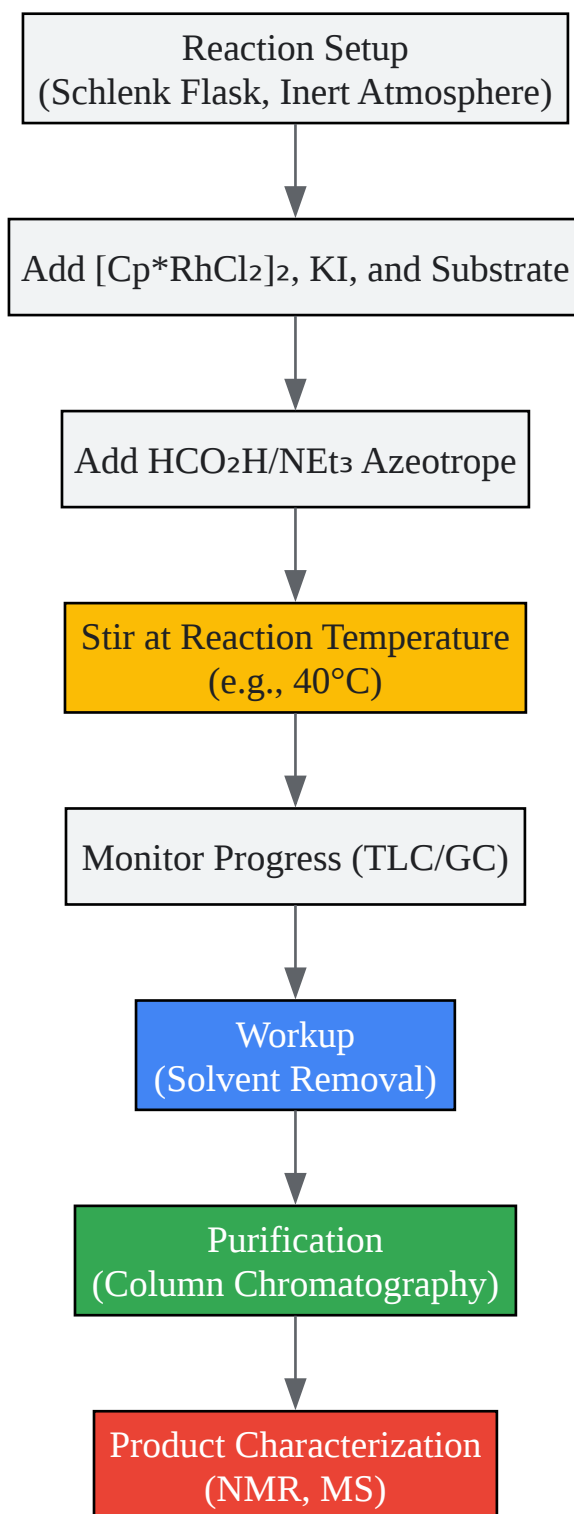 Reaction Setup
(Schlenk Flask, Inert Atmosphere)
Add [Cp*RhCl₂]₂, KI, and Substrate
Add HCO₂H/NEt₃ Azeotrope
Stir at Reaction Temperature
(e.g., 40°C)
Monitor Progress (TLC/GC)
Workup
(Solvent Removal)
Purification
(Column Chromatography)
Product Characterization
(NMR, MS)